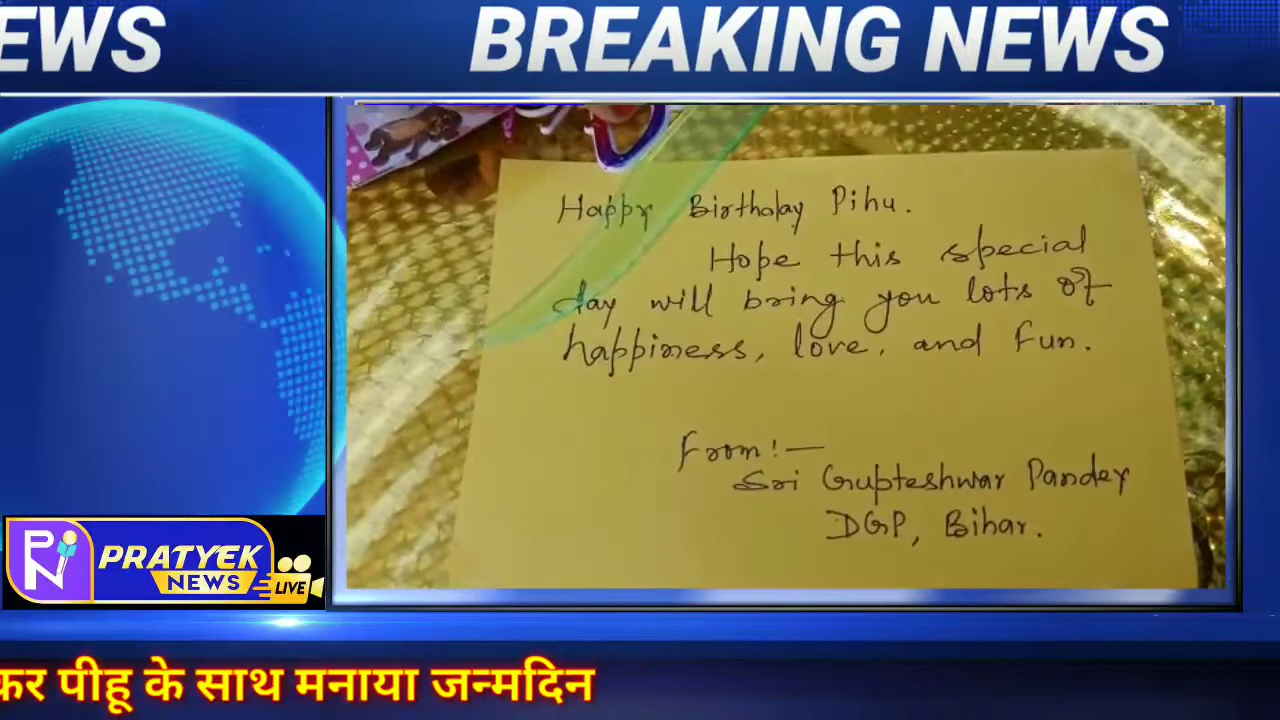 EWS
BREAKING NEWS
Happy Birthday Pihu.
Hope this special
day will bring you lots of
happiness, love, and fun.
From:—
Sri Gupteshwar Pandey
DGP, Bihar.
PN
PRATYEK
NEWS
LIVE
कर पीहू के साथ मनाया जन्मदिन